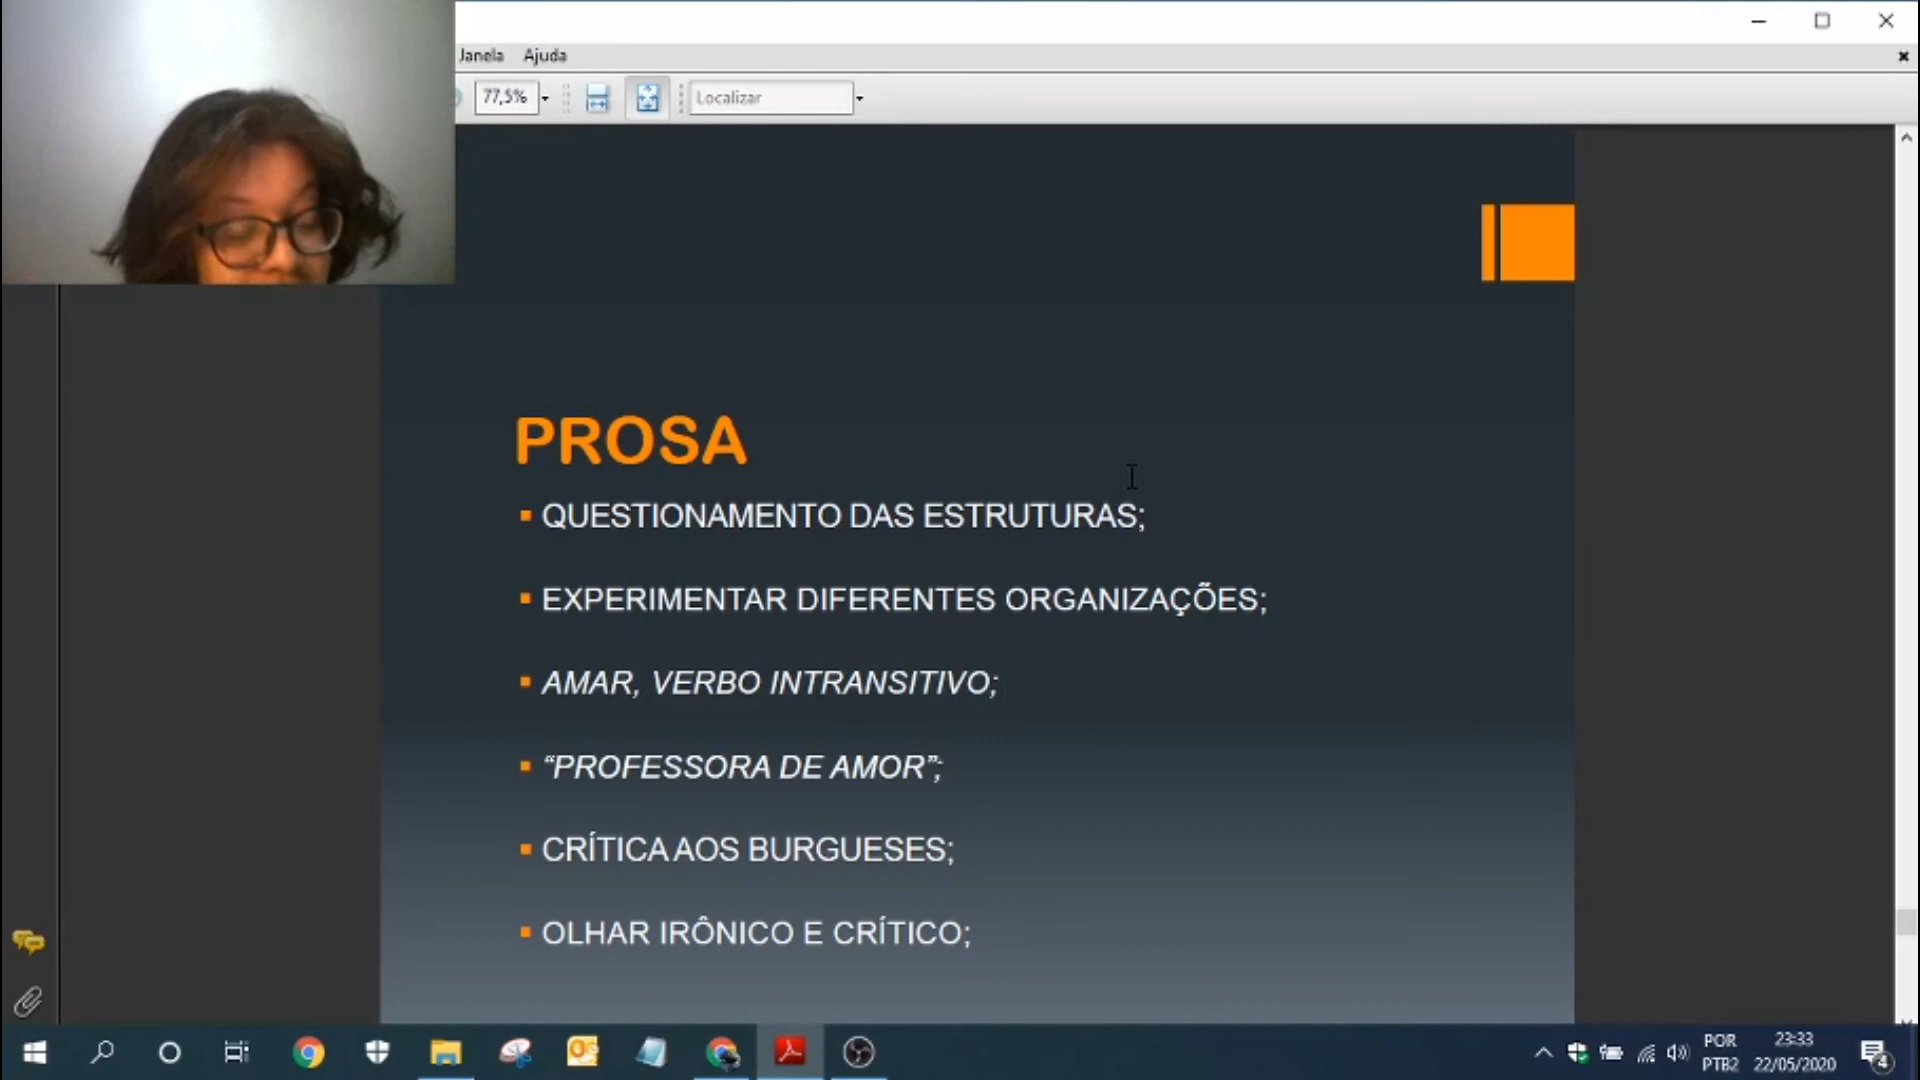 Janela Ajuda
77,5%
Localizar
PROSA
QUESTIONAMENTO DAS ESTRUTURAS;
EXPERIMENTAR DIFERENTES ORGANIZAÇÕES;
AMAR, VERBO INTRANSITIVO;
“PROFESSORA DE AMOR”;
CRÍTICA AOS BURGUESES;
OLHAR IRÔNICO E CRÍTICO;
POR
PTB2
23:33
22/05/2020
4